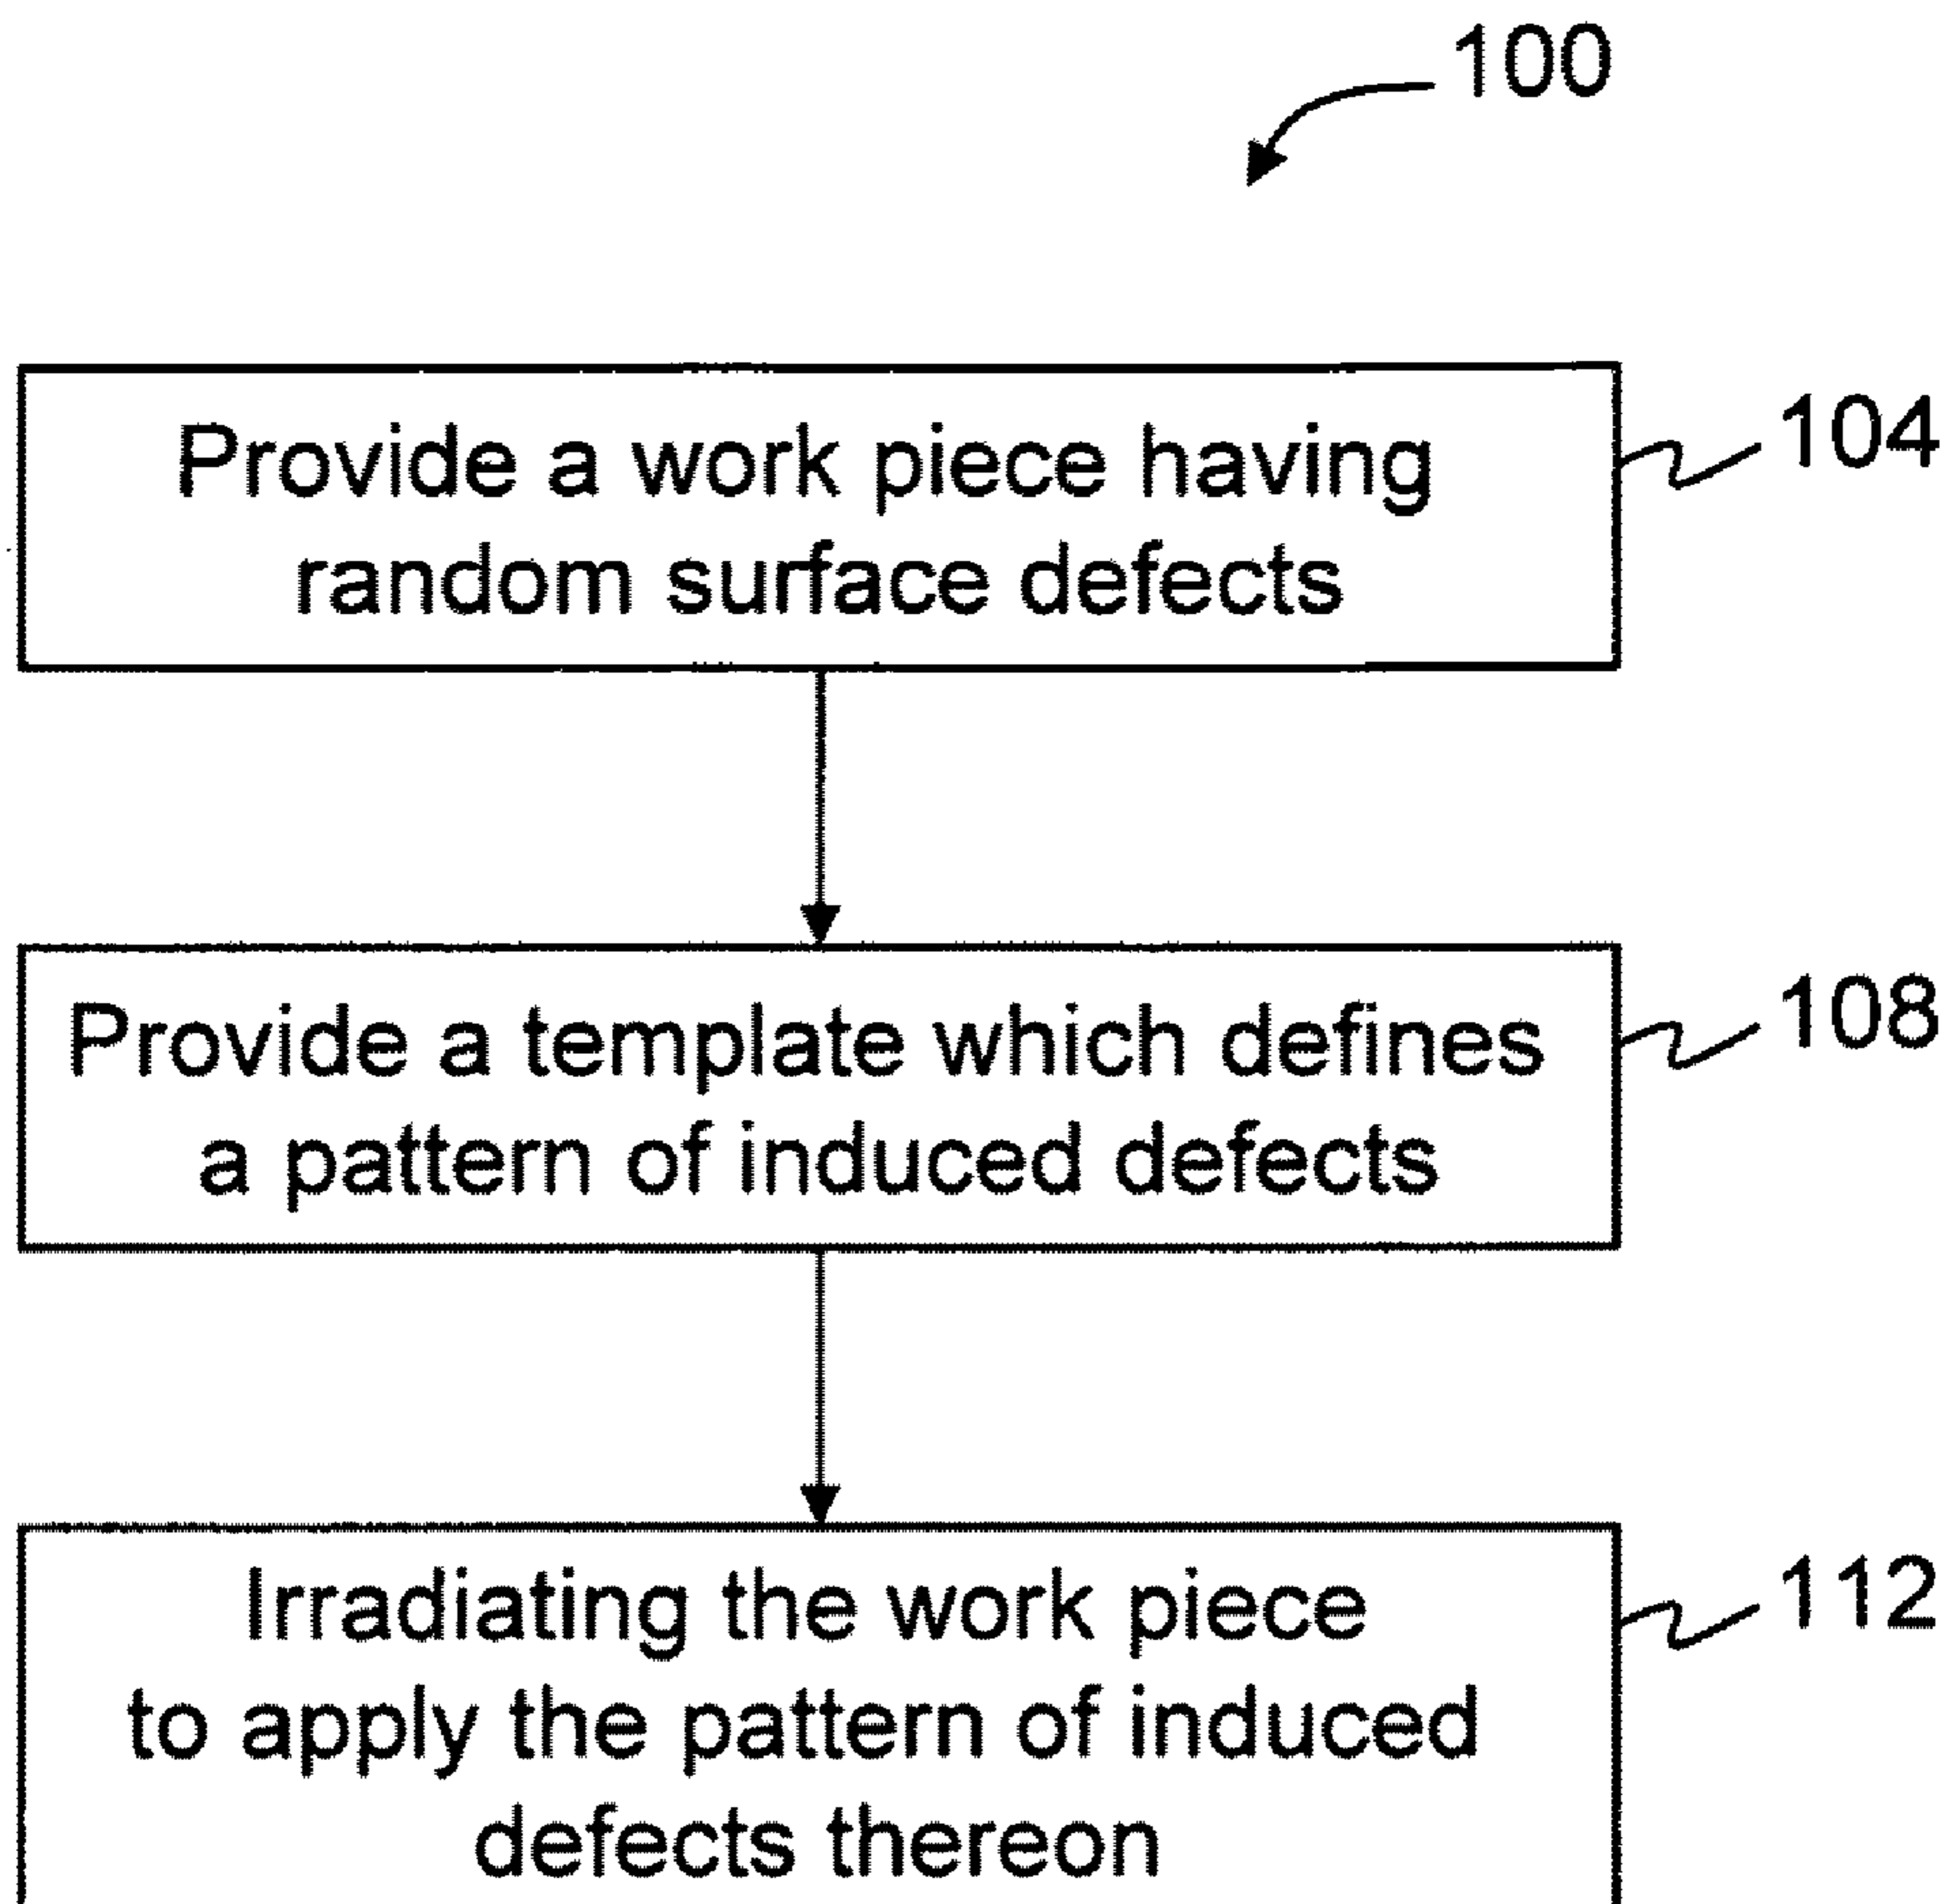 100
Provide a work piece having
random surface defects
104
Provide a template which defines
a pattern of induced defects
108
Irradiating the work piece
to apply the pattern of induced
defects thereon
112